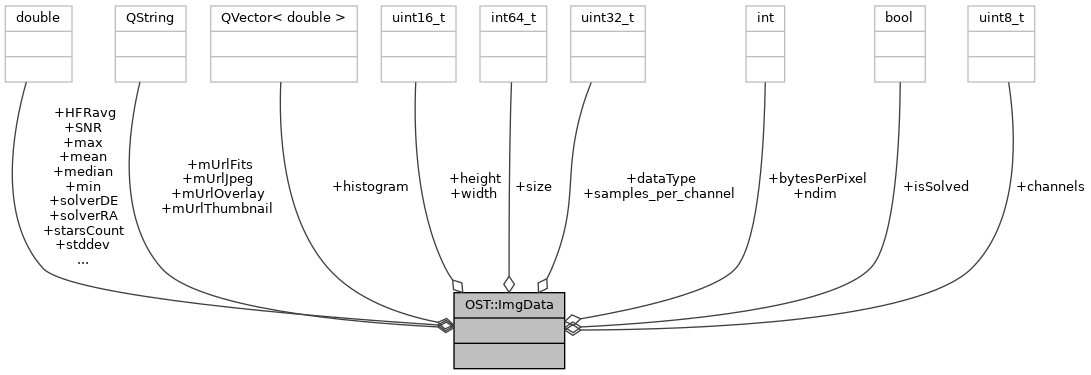 double
QString
QVector< double >
uint16_t
int64_t
uint32_t
int
bool
uint8_t
+HFRavg
+SNR
+max
+mean
+median
+min
+solverDE
+solverRA
+starsCount
+stddev
...
+mUrlFits
+mUrlJpeg
+mUrlOverlay
+mUrlThumbnail
+histogram
+height
+width
+size
+dataType
+samples_per_channel
+bytesPerPixel
+ndim
+isSolved
+channels
OST::ImgData